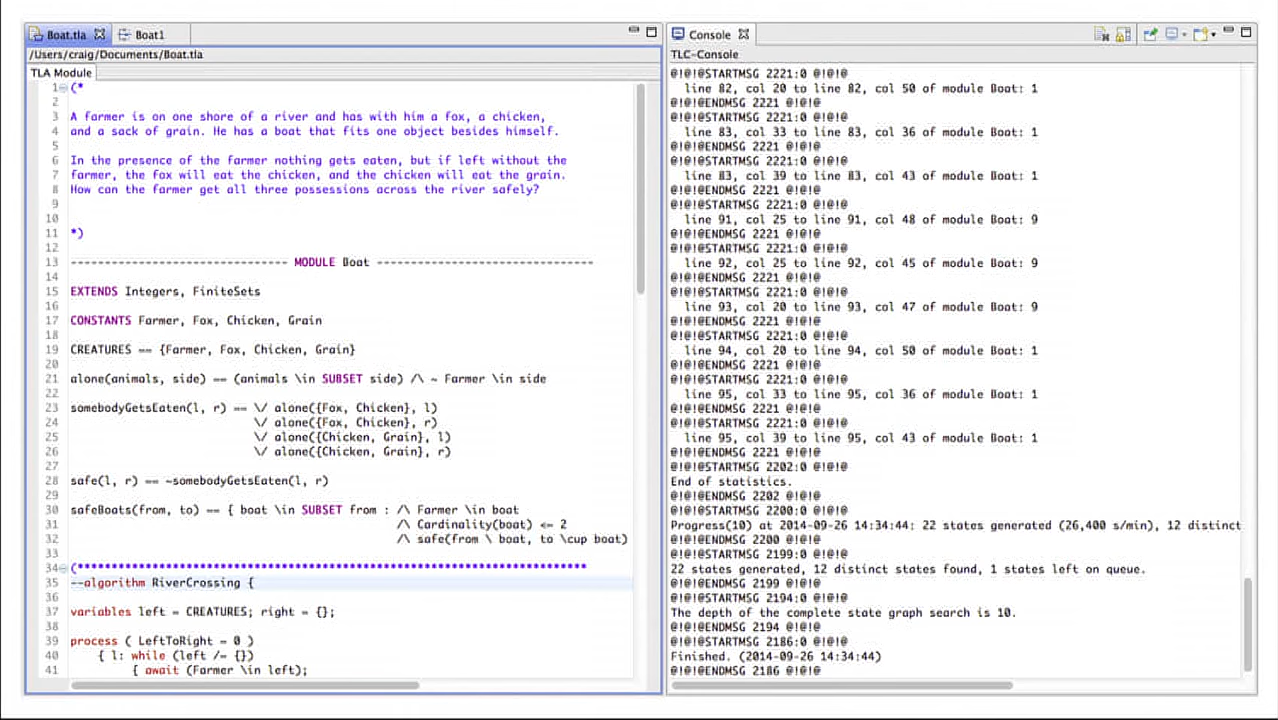 Boat.tla
Boat1
/Users/craig/Documents/Boat.tla
TLA Module
1 (*
2
3 A farmer is on one shore of a river and has with him a fox, a chicken,
4 and a sack of grain. He has a boat that fits one object besides himself.
5
6 In the presence of the farmer nothing gets eaten, but if left without the
7 farmer, the fox will eat the chicken, and the chicken will eat the grain.
8 How can the farmer get all three possessions across the river safely?
9
10
11 *)
12
13 -------------------------------- MODULE Boat --------------------------------
14
15 EXTENDS Integers, FiniteSets
16
17 CONSTANTS Farmer, Fox, Chicken, Grain
18
19 CREATURES == {Farmer, Fox, Chicken, Grain}
20
21 alone(animals, side) == (animals \in SUBSET side) /\ ~ Farmer \in side
22
23 somebodyGetsEaten(l, r) == \/ alone({Fox, Chicken}, l)
24 \/ alone({Fox, Chicken}, r)
25 \/ alone({Chicken, Grain}, l)
26 \/ alone({Chicken, Grain}, r)
27
28 safe(l, r) == ~somebodyGetsEaten(l, r)
29
30 safeBoats(from, to) == { boat \in SUBSET from : /\ Farmer \in boat
31 /\ Cardinality(boat) <= 2
32 /\ safe(from \ boat, to \cup boat)
33
34 (***************************************************************************
35 --algorithm RiverCrossing {
36
37 variables left = CREATURES; right = {};
38
39 process ( LeftToRight = 0 )
40 { l: while (left /= {})
41 { await (Farmer \in left);
Console
TLC-Console
@!@!@STARTMSG 2221:0 @!@!@
line 82, col 20 to line 82, col 50 of module Boat: 1
@!@!@ENDMSG 2221 @!@!@
@!@!@STARTMSG 2221:0 @!@!@
line 83, col 33 to line 83, col 36 of module Boat: 1
@!@!@ENDMSG 2221 @!@!@
@!@!@STARTMSG 2221:0 @!@!@
line 83, col 39 to line 83, col 43 of module Boat: 1
@!@!@ENDMSG 2221 @!@!@
@!@!@STARTMSG 2221:0 @!@!@
line 91, col 25 to line 91, col 48 of module Boat: 9
@!@!@ENDMSG 2221 @!@!@
@!@!@STARTMSG 2221:0 @!@!@
line 92, col 25 to line 92, col 45 of module Boat: 9
@!@!@ENDMSG 2221 @!@!@
@!@!@STARTMSG 2221:0 @!@!@
line 93, col 20 to line 93, col 47 of module Boat: 9
@!@!@ENDMSG 2221 @!@!@
@!@!@STARTMSG 2221:0 @!@!@
line 94, col 20 to line 94, col 50 of module Boat: 1
@!@!@ENDMSG 2221 @!@!@
@!@!@STARTMSG 2221:0 @!@!@
line 95, col 33 to line 95, col 36 of module Boat: 1
@!@!@ENDMSG 2221 @!@!@
@!@!@STARTMSG 2221:0 @!@!@
line 95, col 39 to line 95, col 43 of module Boat: 1
@!@!@ENDMSG 2221 @!@!@
@!@!@STARTMSG 2202:0 @!@!@
End of statistics.
@!@!@ENDMSG 2202 @!@!@
@!@!@STARTMSG 2200:0 @!@!@
Progress(10) at 2014-09-26 14:34:44: 22 states generated (26,400 s/min), 12 distinct
@!@!@ENDMSG 2200 @!@!@
@!@!@STARTMSG 2199:0 @!@!@
22 states generated, 12 distinct states found, 1 states left on queue.
@!@!@ENDMSG 2199 @!@!@
@!@!@STARTMSG 2194:0 @!@!@
The depth of the complete state graph search is 10.
@!@!@ENDMSG 2194 @!@!@
@!@!@STARTMSG 2186:0 @!@!@
Finished. (2014-09-26 14:34:44)
@!@!@ENDMSG 2186 @!@!@